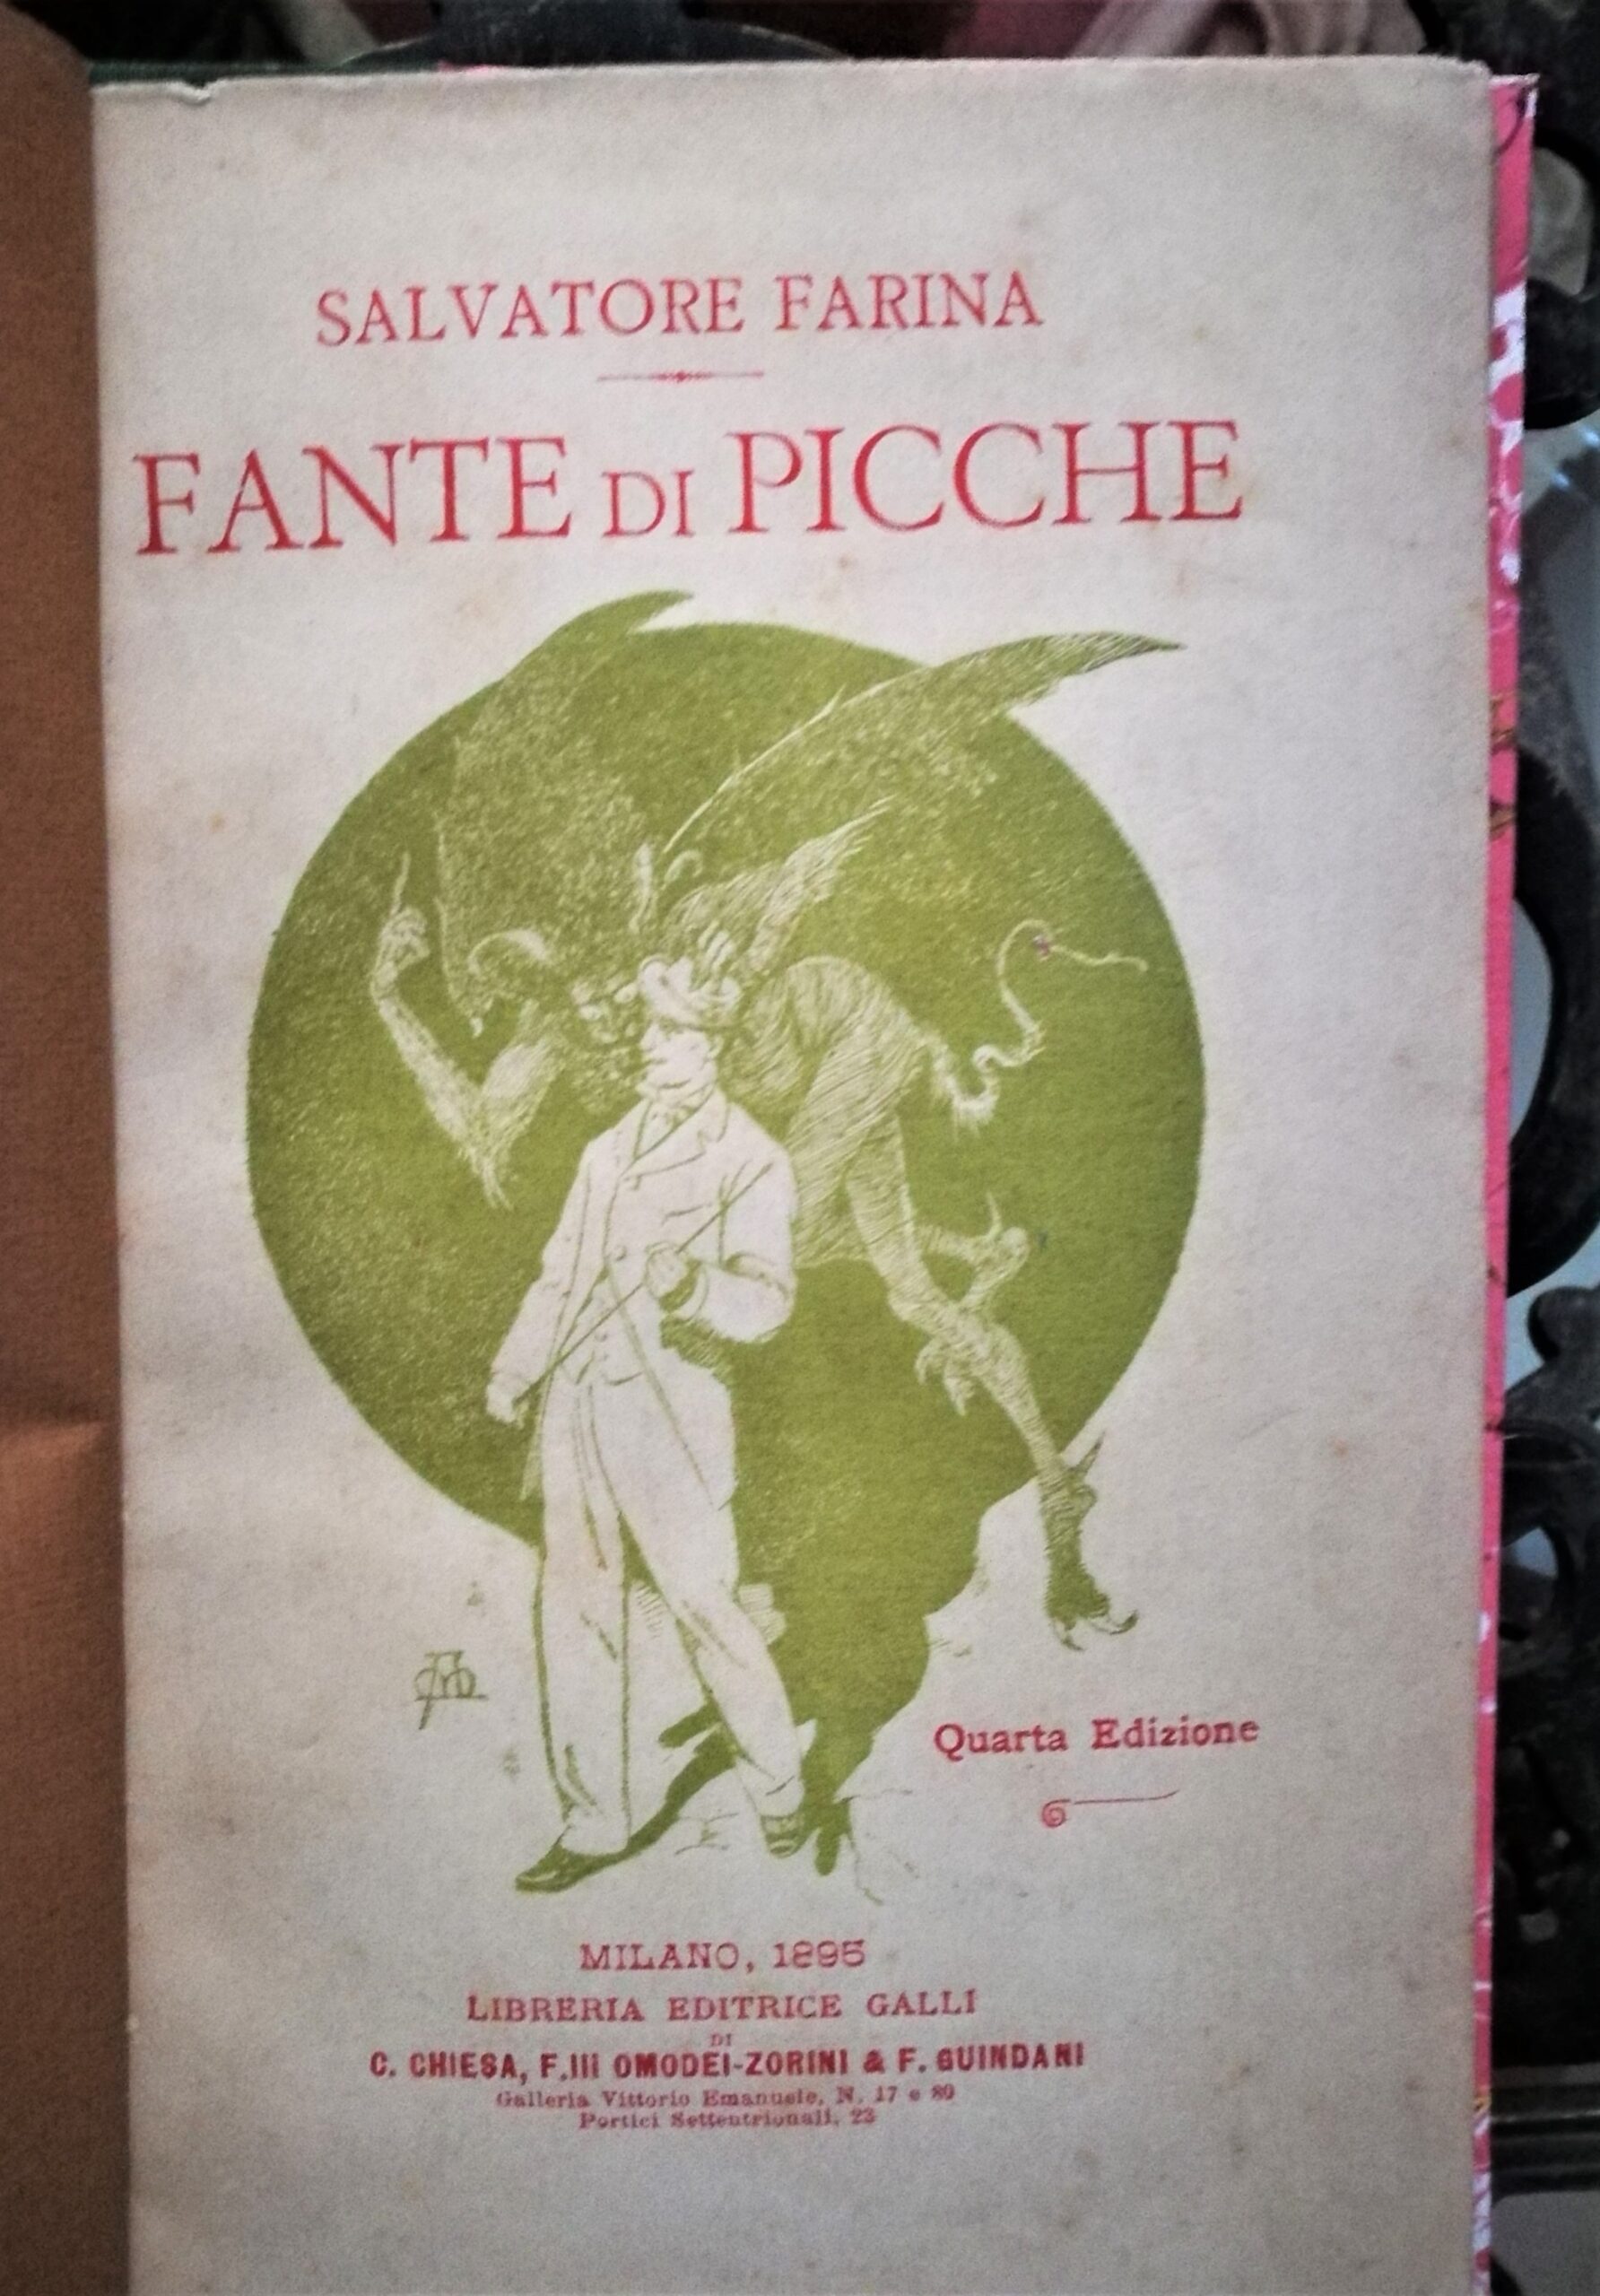 SALVATORE FARINA
FANTE DI PICCHE
Quarta Edizione
MILANO, 1895
LIBRERIA EDITRICE GALLI
DI
C. CHIESA, F.lli OMODEI-ZORINI & F. GUINDANI
Galleria Vittorio Emanuele, N. 17 e 80
Portici Settentrionali, 23